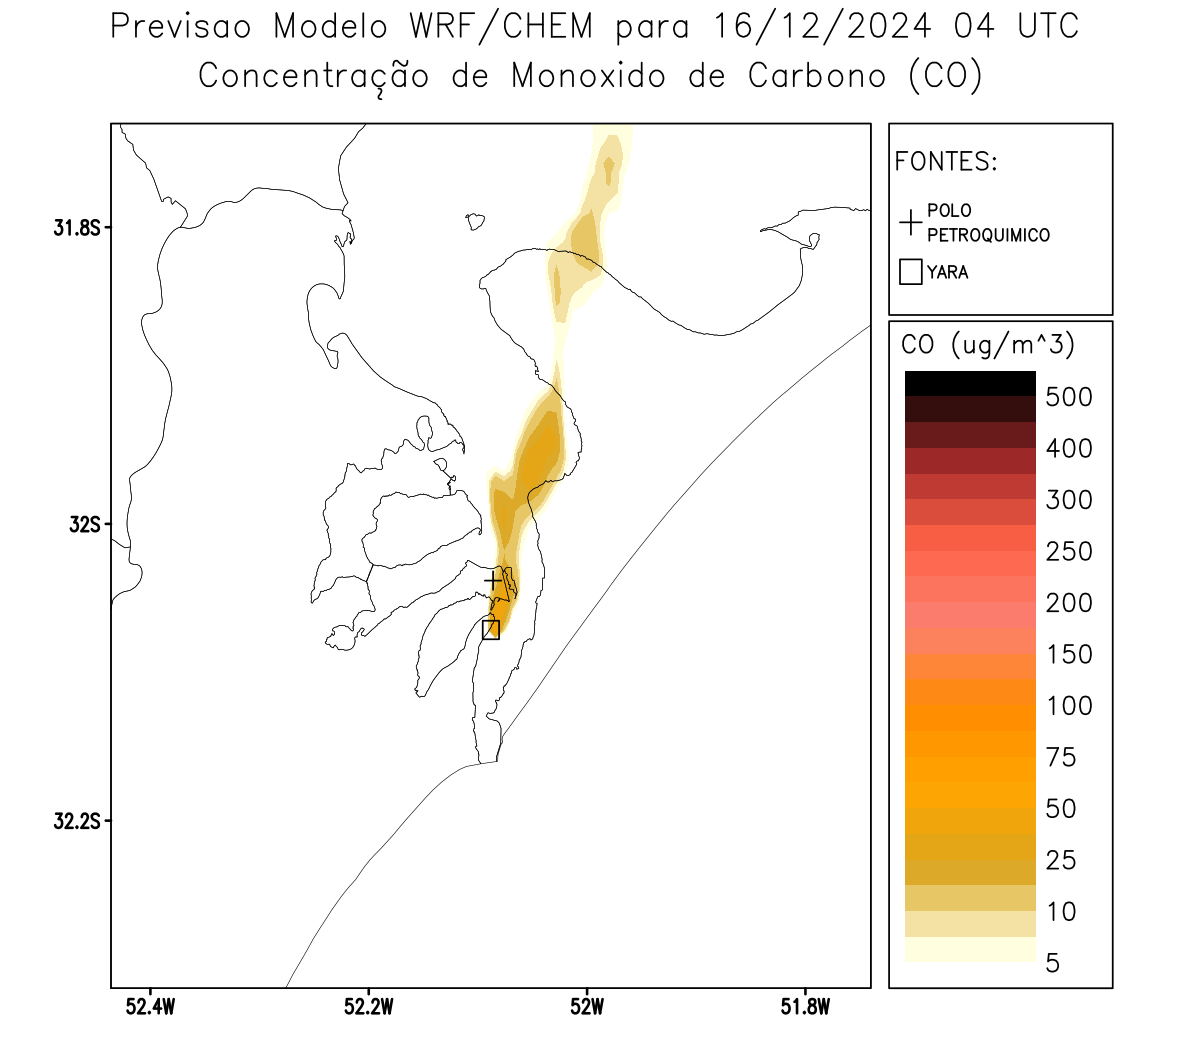 Previsao Modelo WRF/CHEM para 16/12/2024 04 UTC
Concentração de Monoxido de Carbono (CO)
FONTES:
POLO
PETROQUIMICO
YARA
31.8S
32S
32.2S
52.4W
52.2W
52W
51.8W
CO (ug/m^3)
500
400
300
250
200
150
100
75
50
25
10
5